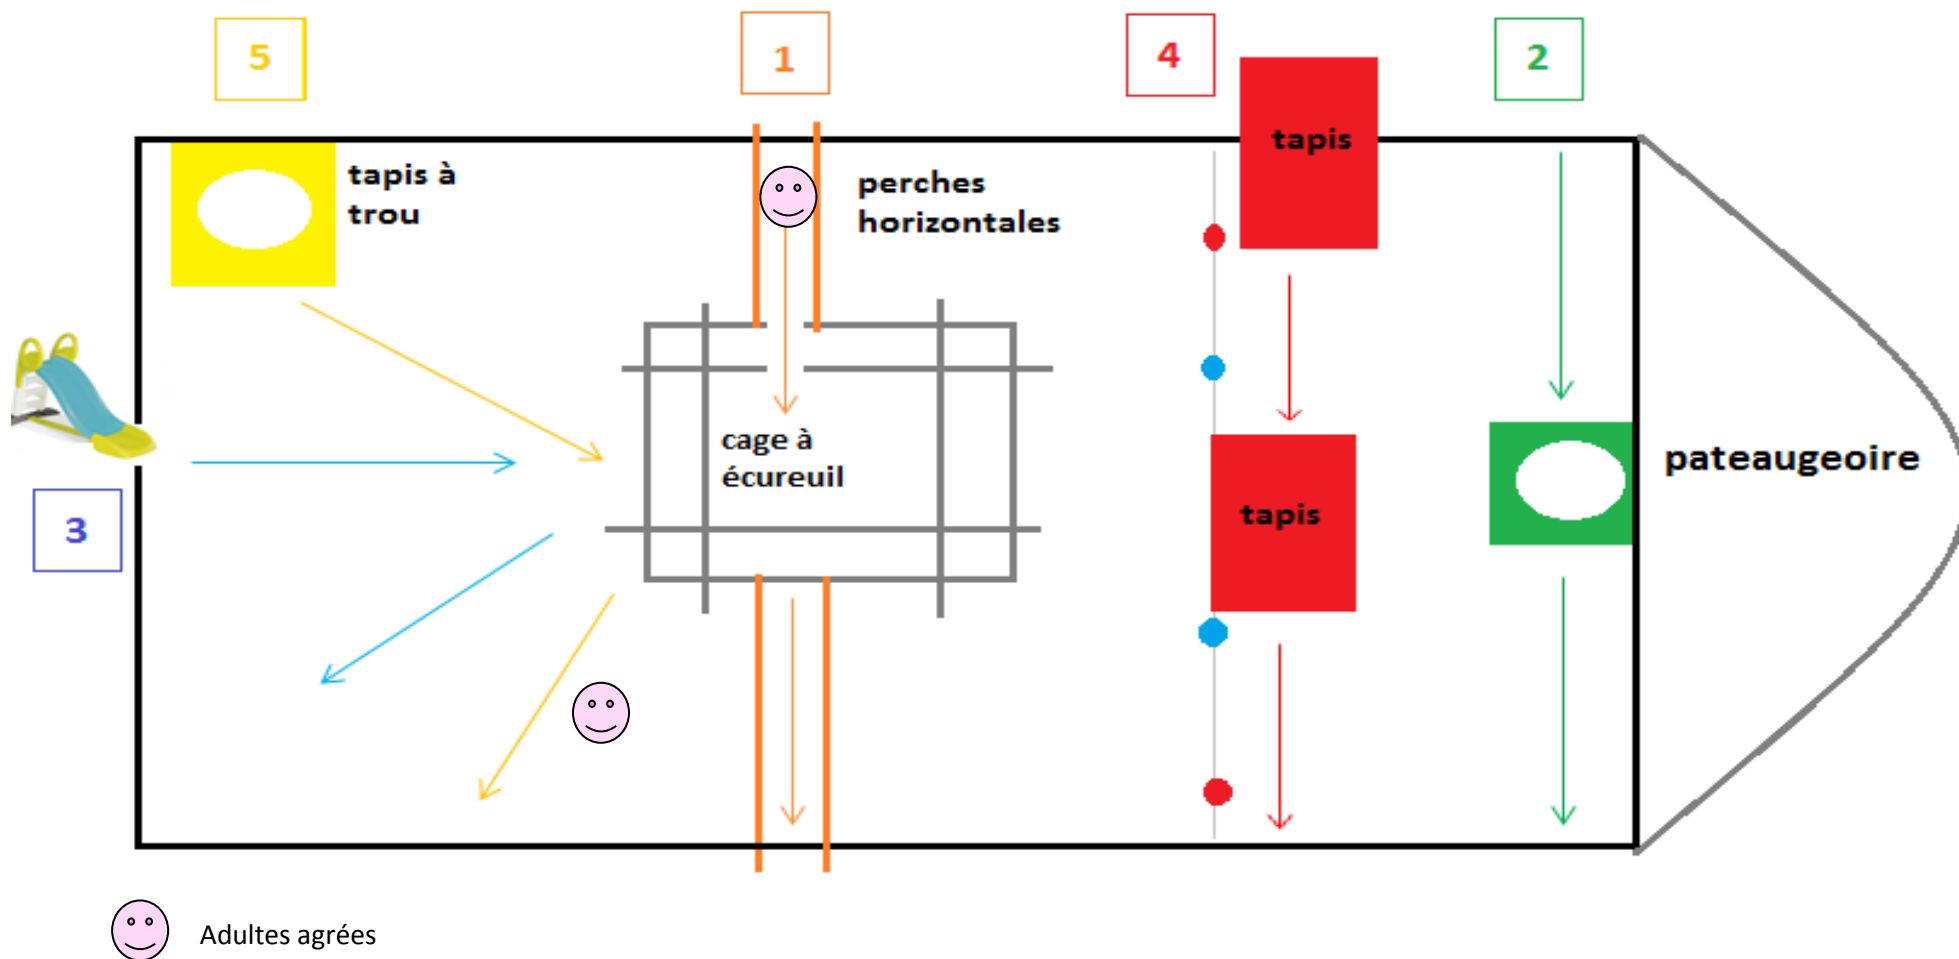 5
1
4
2
tapis
tapis à
trou
perches
horizontales
cage à
écureuil
pateaugeoire
tapis
3
Adultes agrées